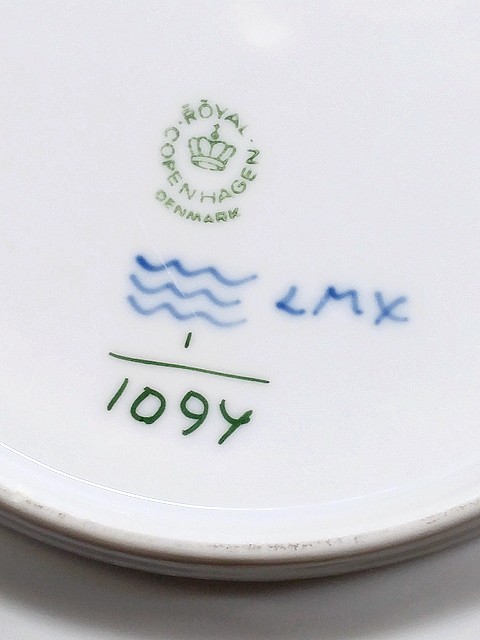 ROYAL
COPENHAGEN
DENMARK
LMX
1
1094